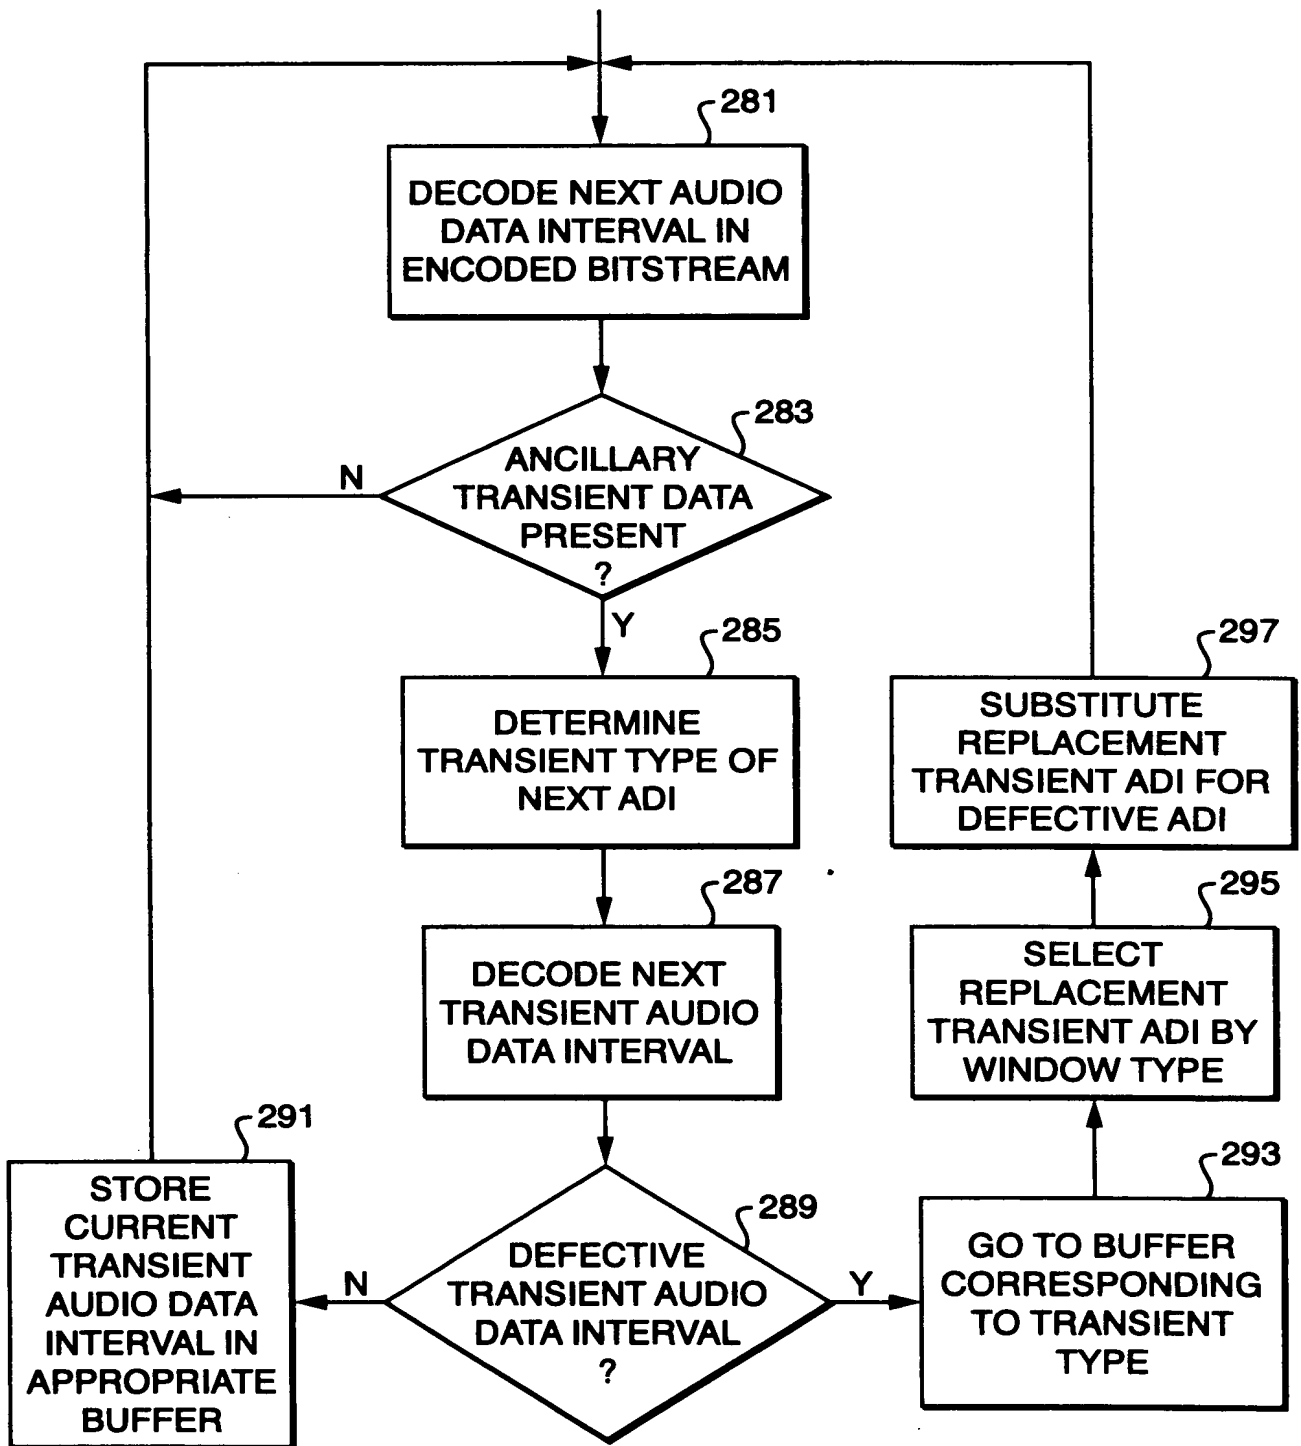 281
DECODE NEXT AUDIO
DATA INTERVAL IN
ENCODED BITSTREAM
283
ANCILLARY
TRANSIENT DATA
PRESENT
?
N
Y
285
DETERMINE
TRANSIENT TYPE OF
NEXT ADI
287
DECODE NEXT
TRANSIENT AUDIO
DATA INTERVAL
289
DEFECTIVE
TRANSIENT AUDIO
DATA INTERVAL
?
N
Y
291
STORE
CURRENT
TRANSIENT
AUDIO DATA
INTERVAL IN
APPROPRIATE
BUFFER
293
GO TO BUFFER
CORRESPONDING
TO TRANSIENT
TYPE
295
SELECT
REPLACEMENT
TRANSIENT ADI BY
WINDOW TYPE
297
SUBSTITUTE
REPLACEMENT
TRANSIENT ADI FOR
DEFECTIVE ADI